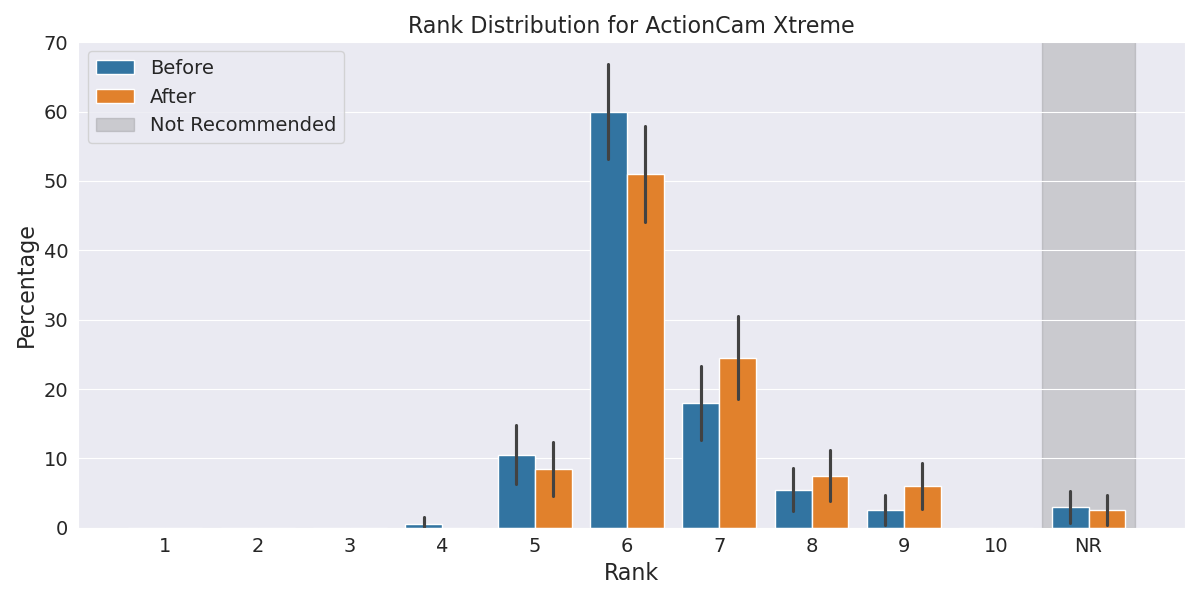 Rank Distribution for ActionCam Xtreme
70
60
50
40
30
20
10
0
Percentage
Before
After
Not Recommended
1 2 3 4 5 6 7 8 9 10 NR
Rank